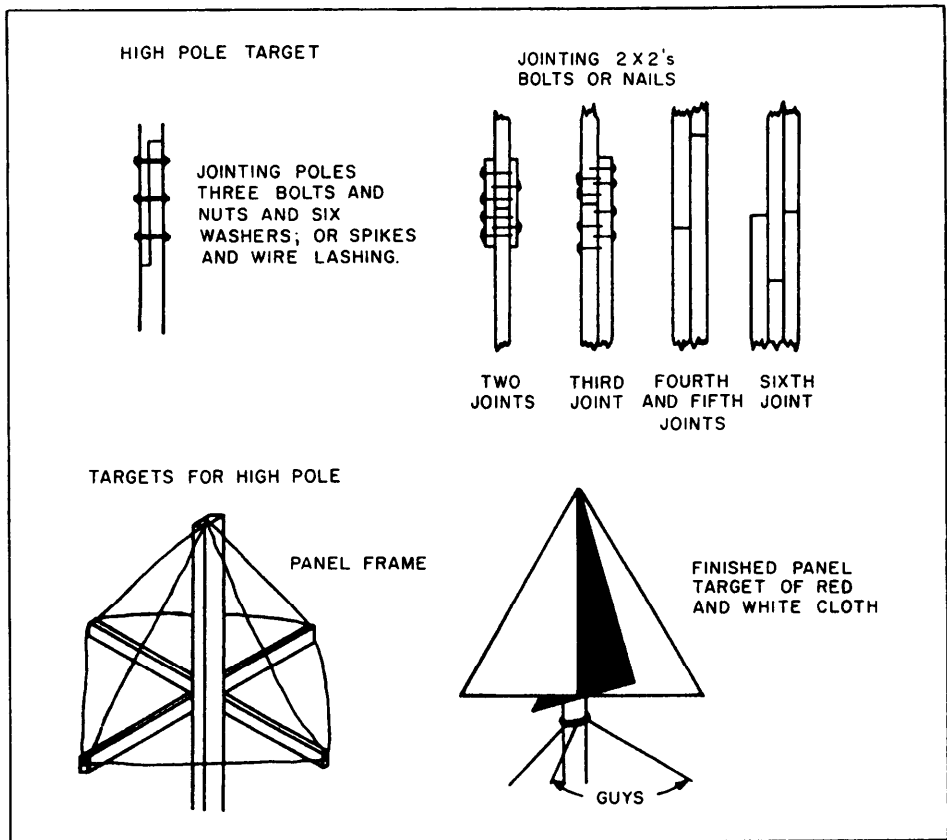 HIGH POLE TARGET
JOINTING 2X2's
BOLTS OR NAILS
JOINTING POLES
THREE BOLTS AND
NUTS AND SIX
WASHERS; OR SPIKES
AND WIRE LASHING.
TWO
JOINTS
THIRD
JOINT
FOURTH
AND FIFTH
JOINTS
SIXTH
JOINT
TARGETS FOR HIGH POLE
PANEL FRAME
FINISHED PANEL
TARGET OF RED
AND WHITE CLOTH
GUYS